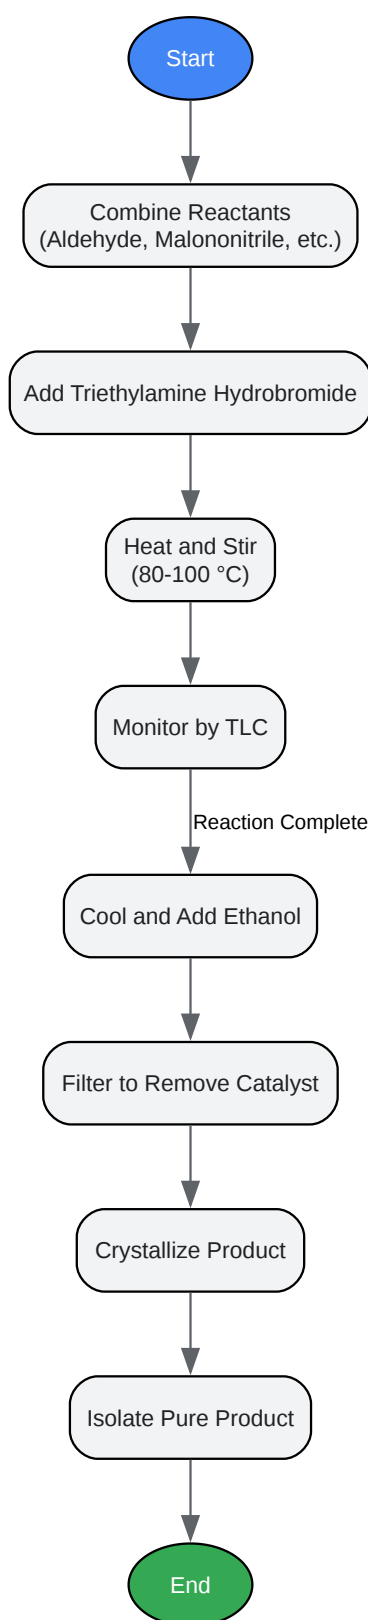 Start
Combine Reactants
(Aldehyde, Malononitrile, etc.)
Add Triethylamine Hydrobromide
Heat and Stir
(80-100 °C)
Monitor by TLC
Reaction Complete
Cool and Add Ethanol
Filter to Remove Catalyst
Crystallize Product
Isolate Pure Product
End